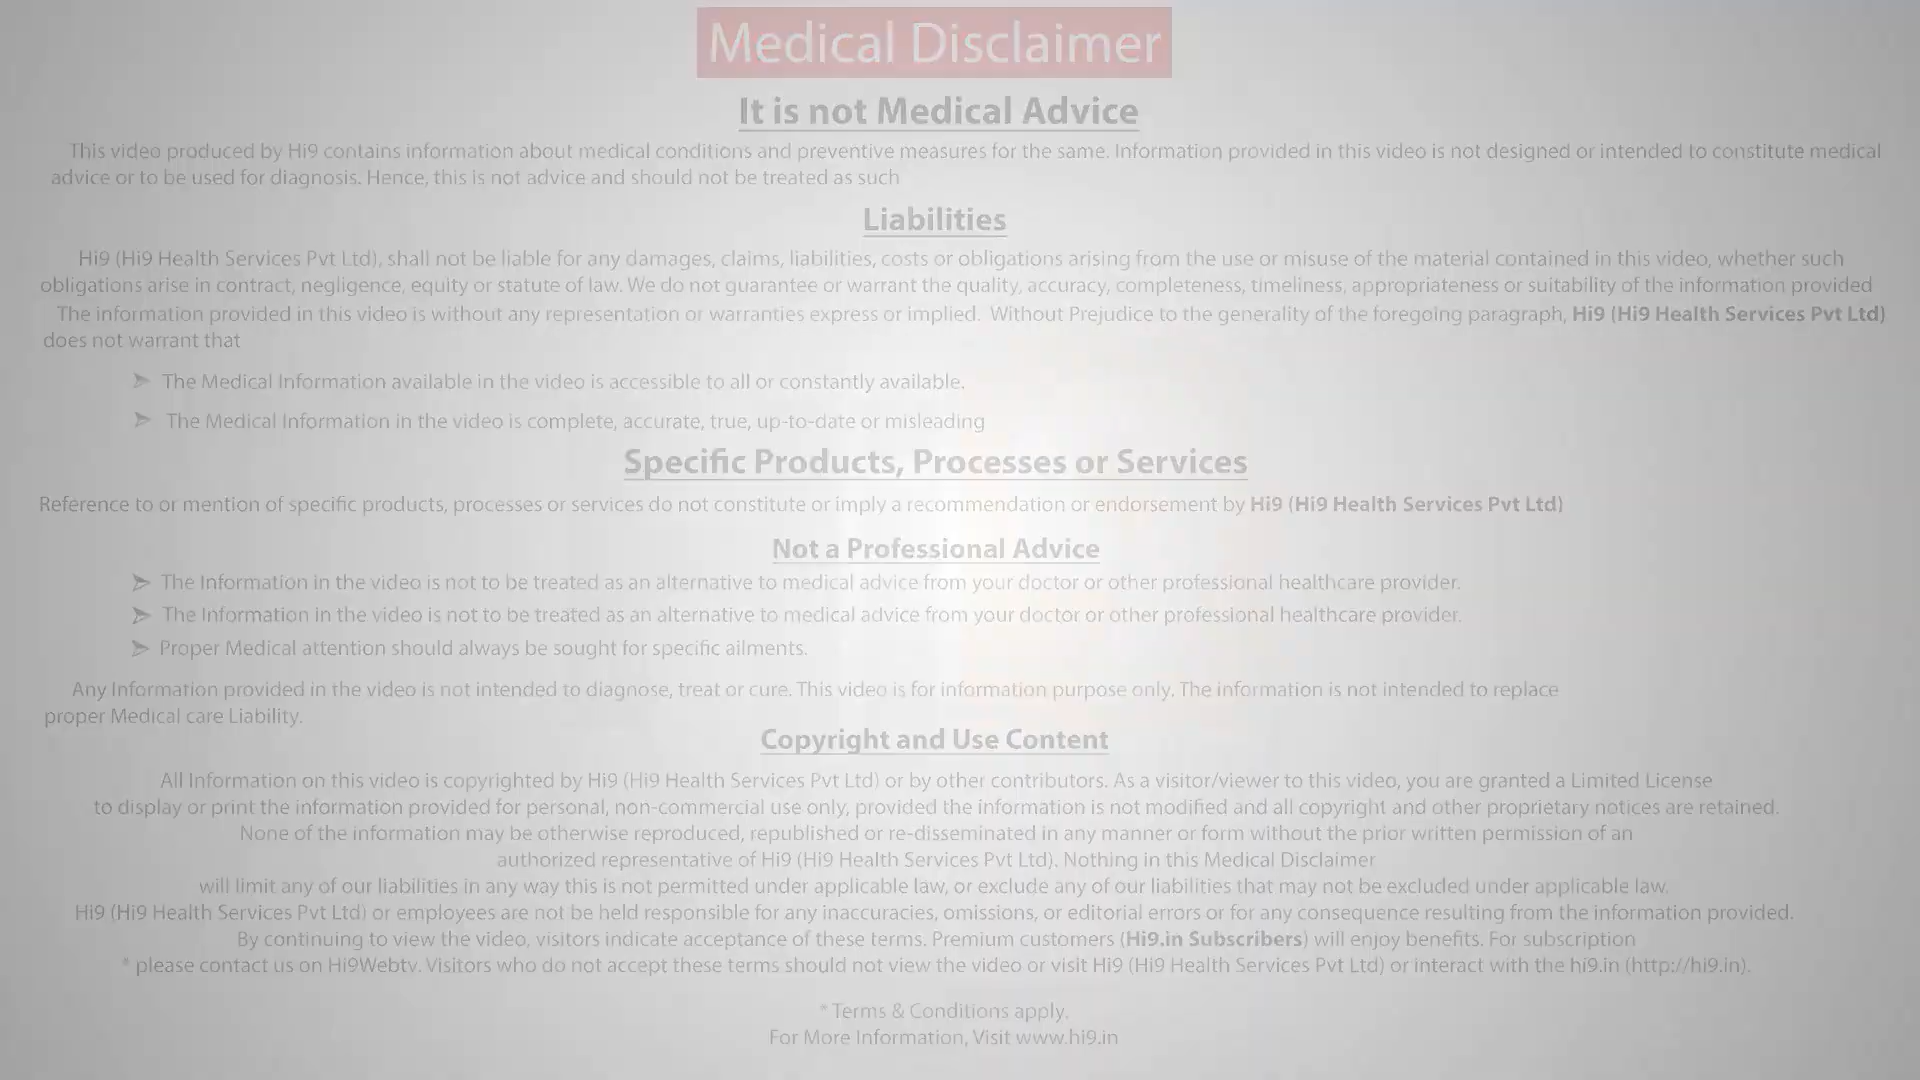 Medical Disclaimer
It is not Medical Advice
This video produced by Hi9 contains information about medical conditions and preventive measures for the same. Information provided in this video is not designed or intended to constitute medical
advice or to be used for diagnosis. Hence, this is not advice and should not be treated as such
Liabilities
Hi9 (Hi9 Health Services Pvt Ltd), shall not be liable for any damages, claims, liabilities, costs or obligations arising from the use or misuse of the material contained in this video, whether such
obligations arise in contract, negligence, equity or statute of law. We do not guarantee or warrant the quality, accuracy, completeness, timeliness, appropriateness or suitability of the information provided
The information provided in this video is without any representation or warranties express or implied. Without Prejudice to the generality of the foregoing paragraph, Hi9 (Hi9 Health Services Pvt Ltd)
does not warrant that
➢ The Medical Information available in the video is accessible to all or constantly available.
➢ The Medical Information in the video is complete, accurate, true, up-to-date or misleading
Specific Products, Processes or Services
Reference to or mention of specific products, processes or services do not constitute or imply a recommendation or endorsement by Hi9 (Hi9 Health Services Pvt Ltd)
Not a Professional Advice
➢ The Information in the video is not to be treated as an alternative to medical advice from your doctor or other professional healthcare provider.
➢ The Information in the video is not to be treated as an alternative to medical advice from your doctor or other professional healthcare provider.
➢ Proper Medical attention should always be sought for specific ailments.
Any Information provided in the video is not intended to diagnose, treat or cure. This video is for information purpose only. The information is not intended to replace
proper Medical care Liability.
Copyright and Use Content
All Information on this video is copyrighted by Hi9 (Hi9 Health Services Pvt Ltd) or by other contributors. As a visitor/viewer to this video, you are granted a Limited License
to display or print the information provided for personal, non-commercial use only, provided the information is not modified and all copyright and other proprietary notices are retained.
None of the information may be otherwise reproduced, republished or re-disseminated in any manner or form without the prior written permission of an
authorized representative of Hi9 (Hi9 Health Services Pvt Ltd). Nothing in this Medical Disclaimer
will limit any of our liabilities in any way this is not permitted under applicable law, or exclude any of our liabilities that may not be excluded under applicable law.
Hi9 (Hi9 Health Services Pvt Ltd) or employees are not be held responsible for any inaccuracies, omissions, or editorial errors or for any consequence resulting from the information provided.
By continuing to view the video, visitors indicate acceptance of these terms. Premium customers (Hi9.in Subscribers) will enjoy benefits. For subscription
* please contact us on Hi9Webtv. Visitors who do not accept these terms should not view the video or visit Hi9 (Hi9 Health Services Pvt Ltd) or interact with the hi9.in (http://hi9.in).
* Terms & Conditions apply.
For More Information, Visit www.hi9.in